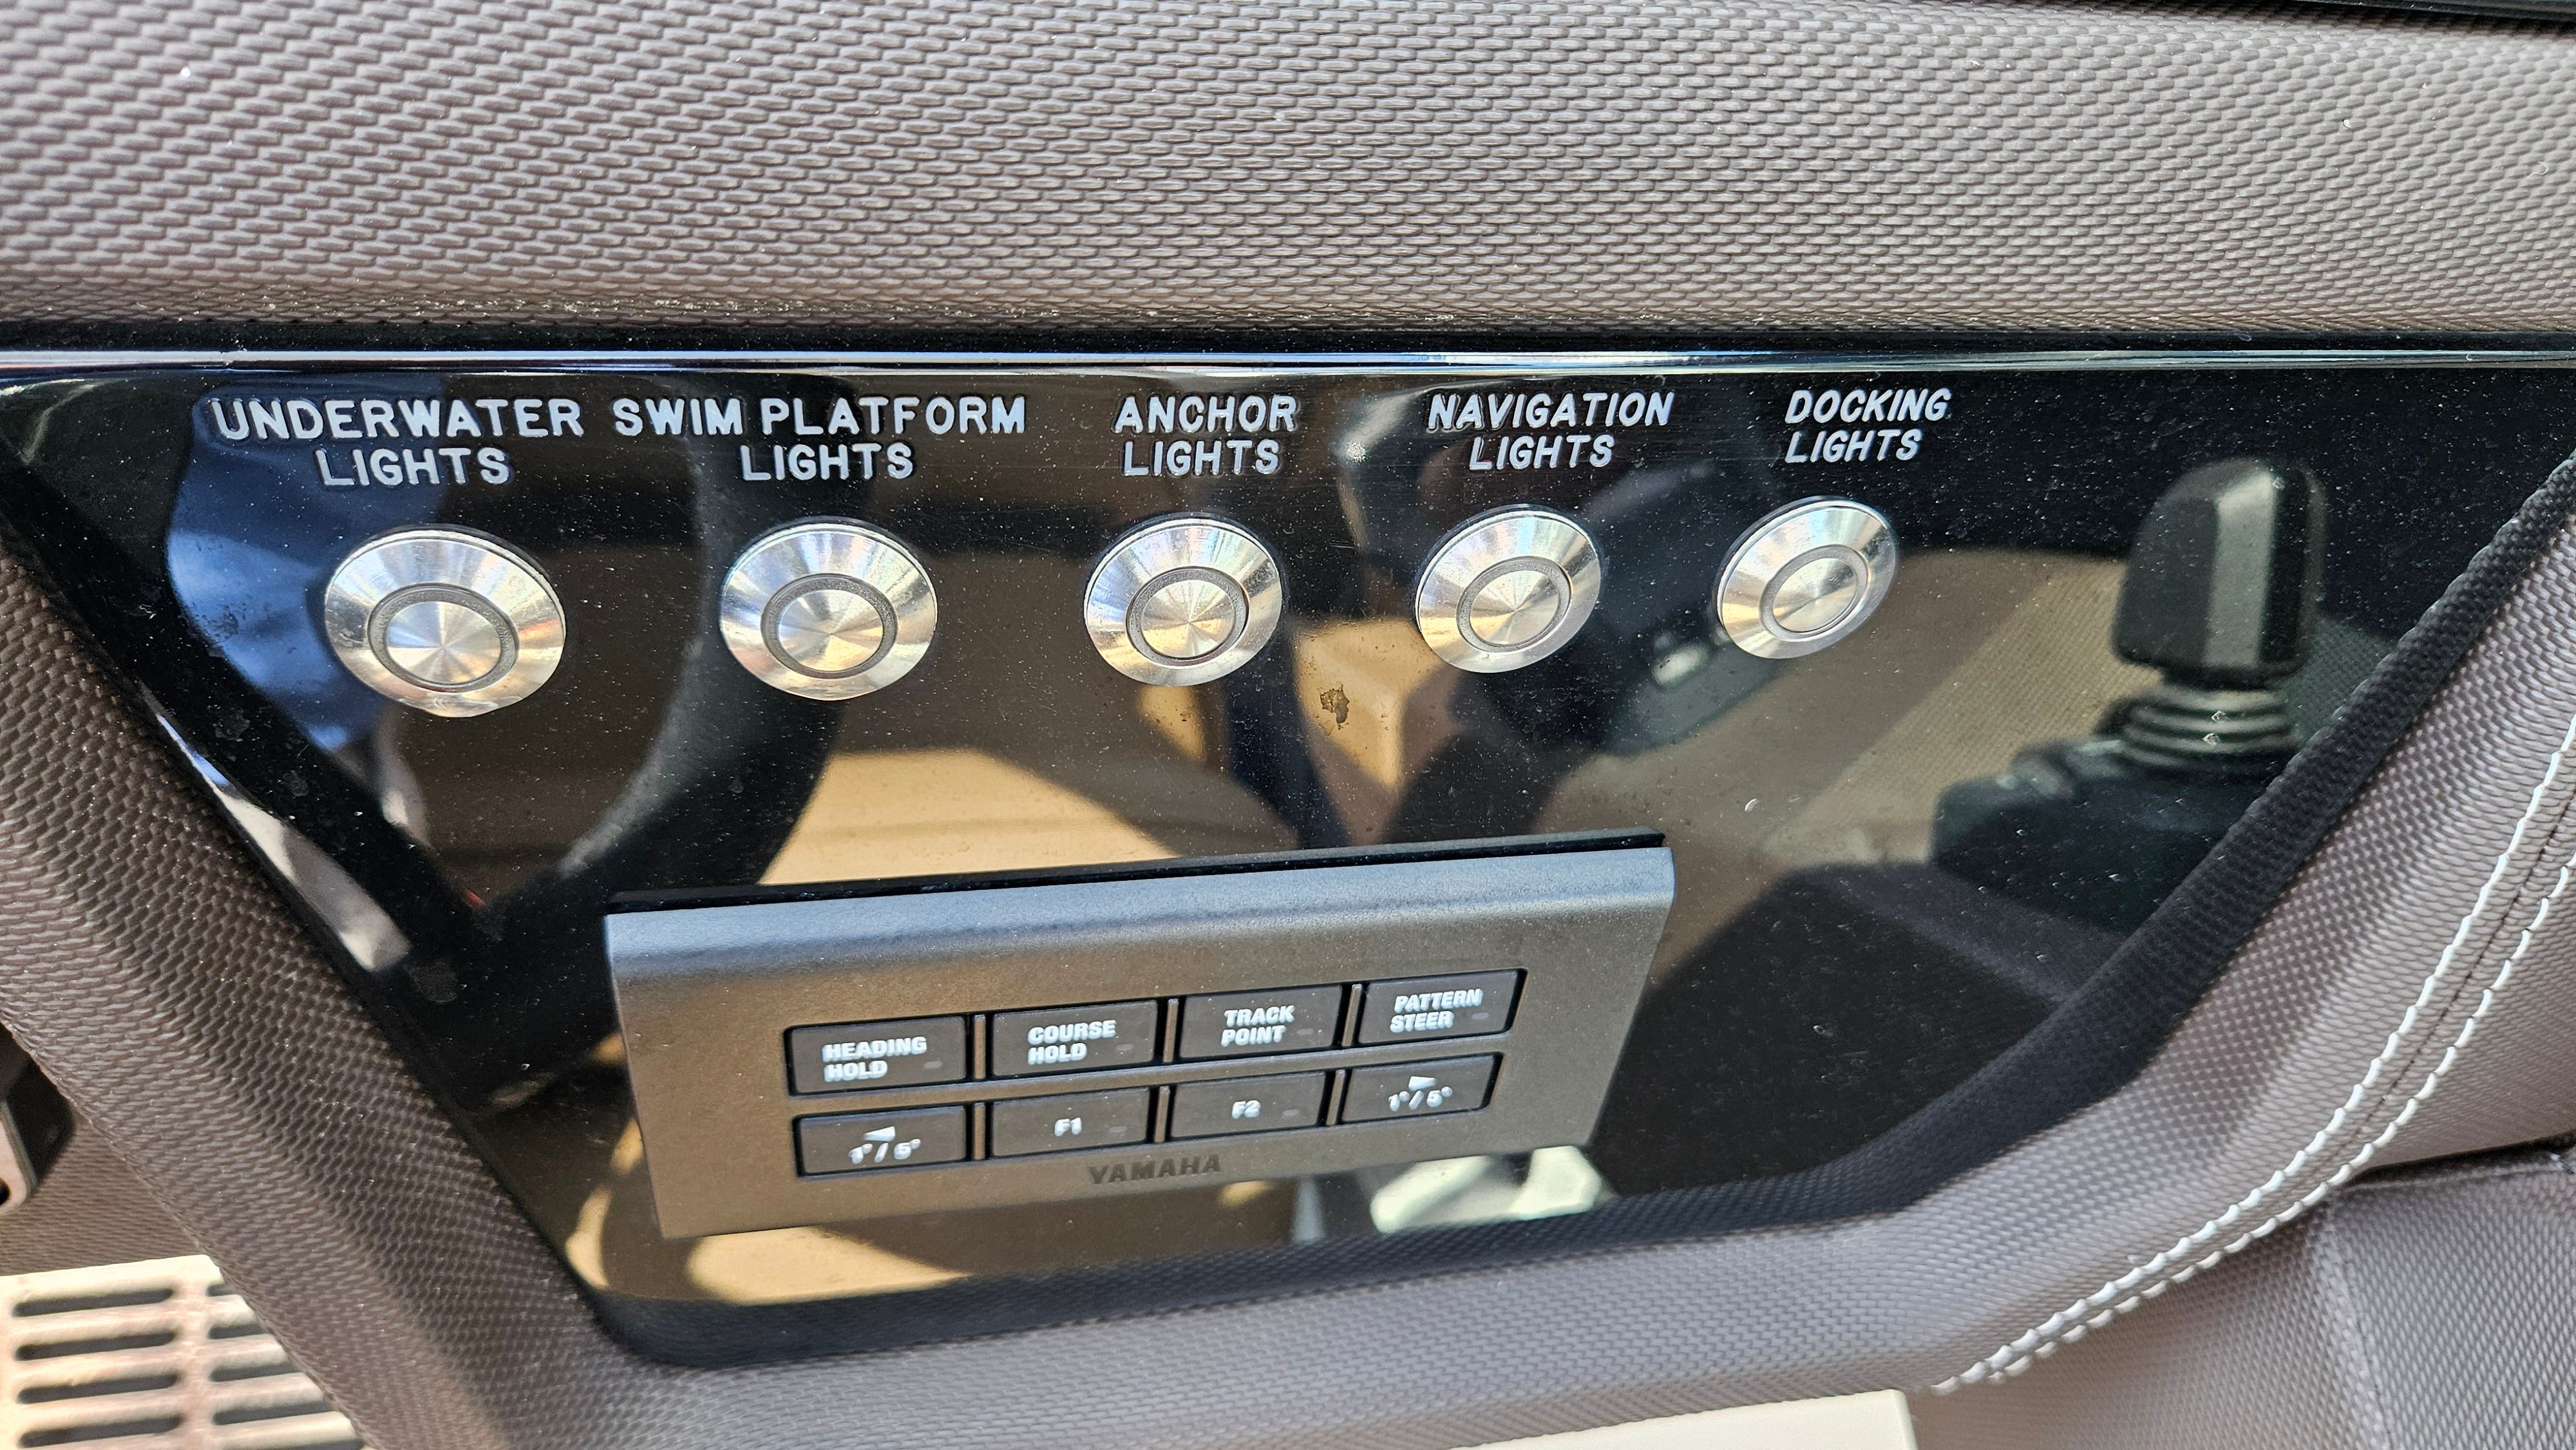 UNDERWATER
LIGHTS
SWIM PLATFORM
LIGHTS
ANCHOR
LIGHTS
NAVIGATION
LIGHTS
DOCKING
LIGHTS
HEADING
HOLD
COURSE
HOLD
TRACK
POINT
PATTERN
STEER
1°/5°
F1
F2
1°/5°
YAMAHA